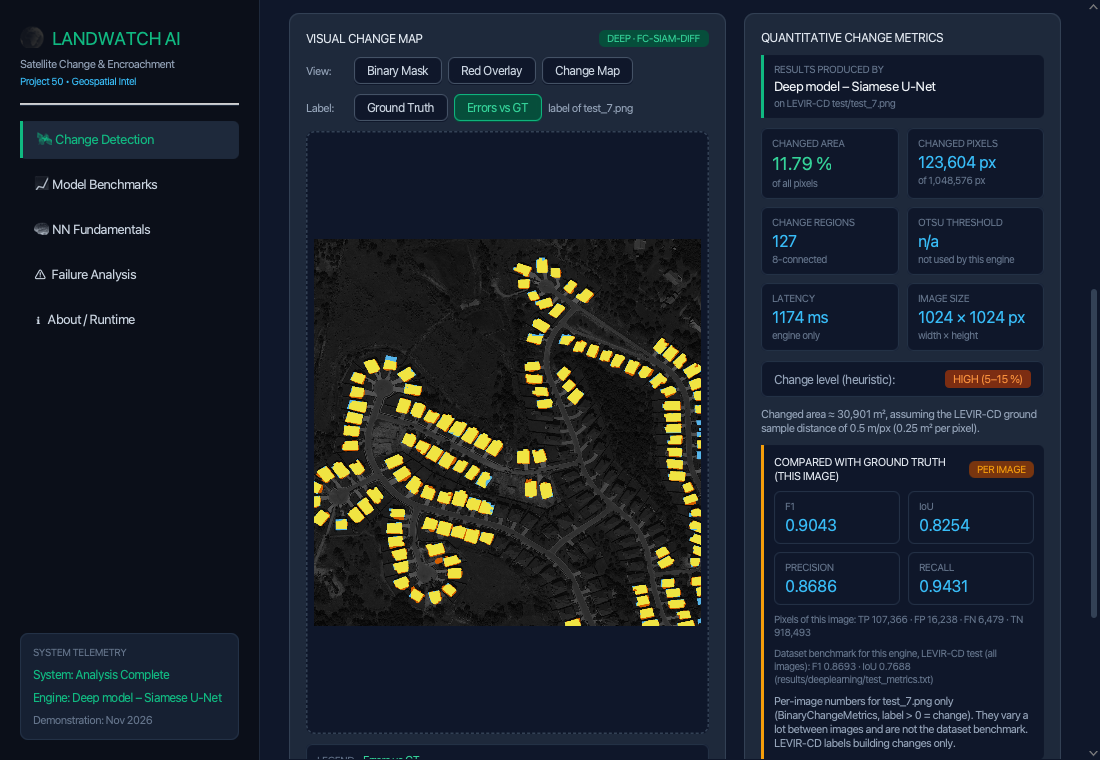 LANDWATCH AI
Satellite Change & Encroachment
Project 50 • Geospatial Intel
Change Detection
Model Benchmarks
NN Fundamentals
Failure Analysis
About / Runtime
SYSTEM TELEMETRY
System: Analysis Complete
Engine: Deep model – Siamese U-Net
Demonstration: Nov 2026
VISUAL CHANGE MAP
DEEP · FC-SIAM-DIFF
View:
Binary Mask
Red Overlay
Change Map
Label:
Ground Truth
Errors vs GT
label of test_7.png
LEGEND
Errors vs GT
QUANTITATIVE CHANGE METRICS
RESULTS PRODUCED BY
Deep model – Siamese U-Net
on LEVIR-CD test/test_7.png
CHANGED AREA
11.79 %
of all pixels
CHANGED PIXELS
123,604 px
of 1,048,576 px
CHANGE REGIONS
127
8-connected
OTSU THRESHOLD
n/a
not used by this engine
LATENCY
1174 ms
engine only
IMAGE SIZE
1024 × 1024 px
width × height
Change level (heuristic):
HIGH (5–15 %)
Changed area ≈ 30,901 m², assuming the LEVIR-CD ground
sample distance of 0.5 m/px (0.25 m² per pixel).
COMPARED WITH GROUND TRUTH
(THIS IMAGE)
PER IMAGE
F1
0.9043
IoU
0.8254
PRECISION
0.8686
RECALL
0.9431
Pixels of this image: TP 107,366 · FP 16,238 · FN 6,479 · TN
918,493
Dataset benchmark for this engine, LEVIR-CD test (all
images): F1 0.8693 · IoU 0.7688
(results/deeplearning/test_metrics.txt)
Per-image numbers for test_7.png only
(BinaryChangeMetrics, label > 0 = change). They vary a
lot between images and are not the dataset benchmark.
LEVIR-CD labels building changes only.